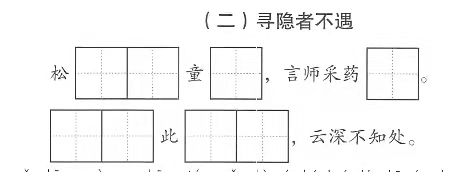 （二）寻隐者不遇
松 童 ，言师采药 。
此 ，云深不知处。